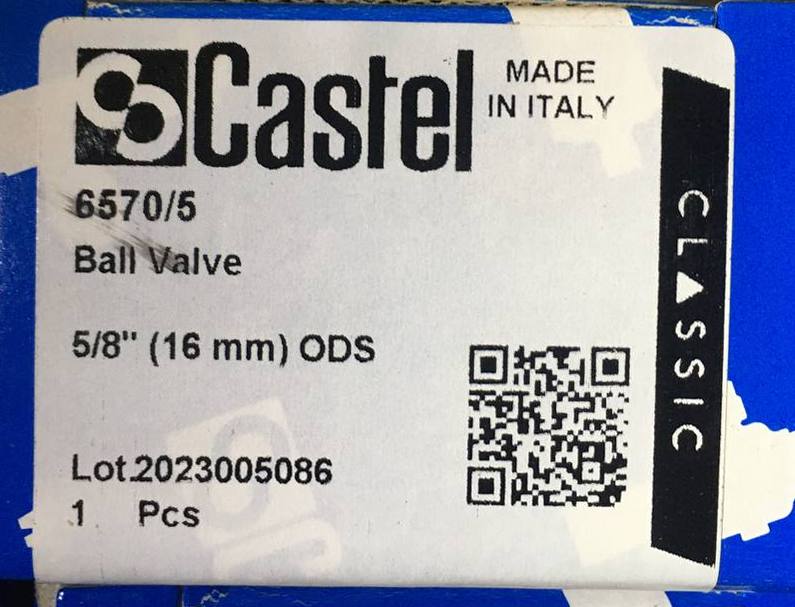 Castel
MADE
IN ITALY
6570/5
Ball Valve
5/8" (16 mm) ODS
Lot.2023005086
1 Pcs
CLASSIC